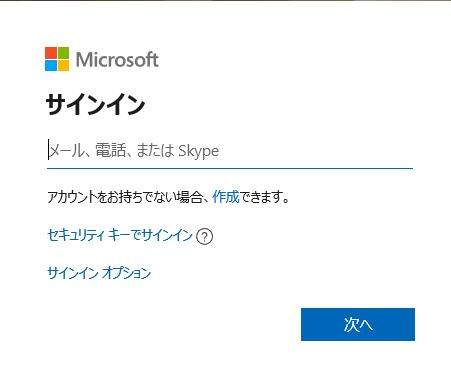 Microsoft
サインイン
メール、電話、または Skype
アカウントをお持ちでない場合、作成できます。
セキュリティ キーでサインイン ?
サインイン オプション
次へ